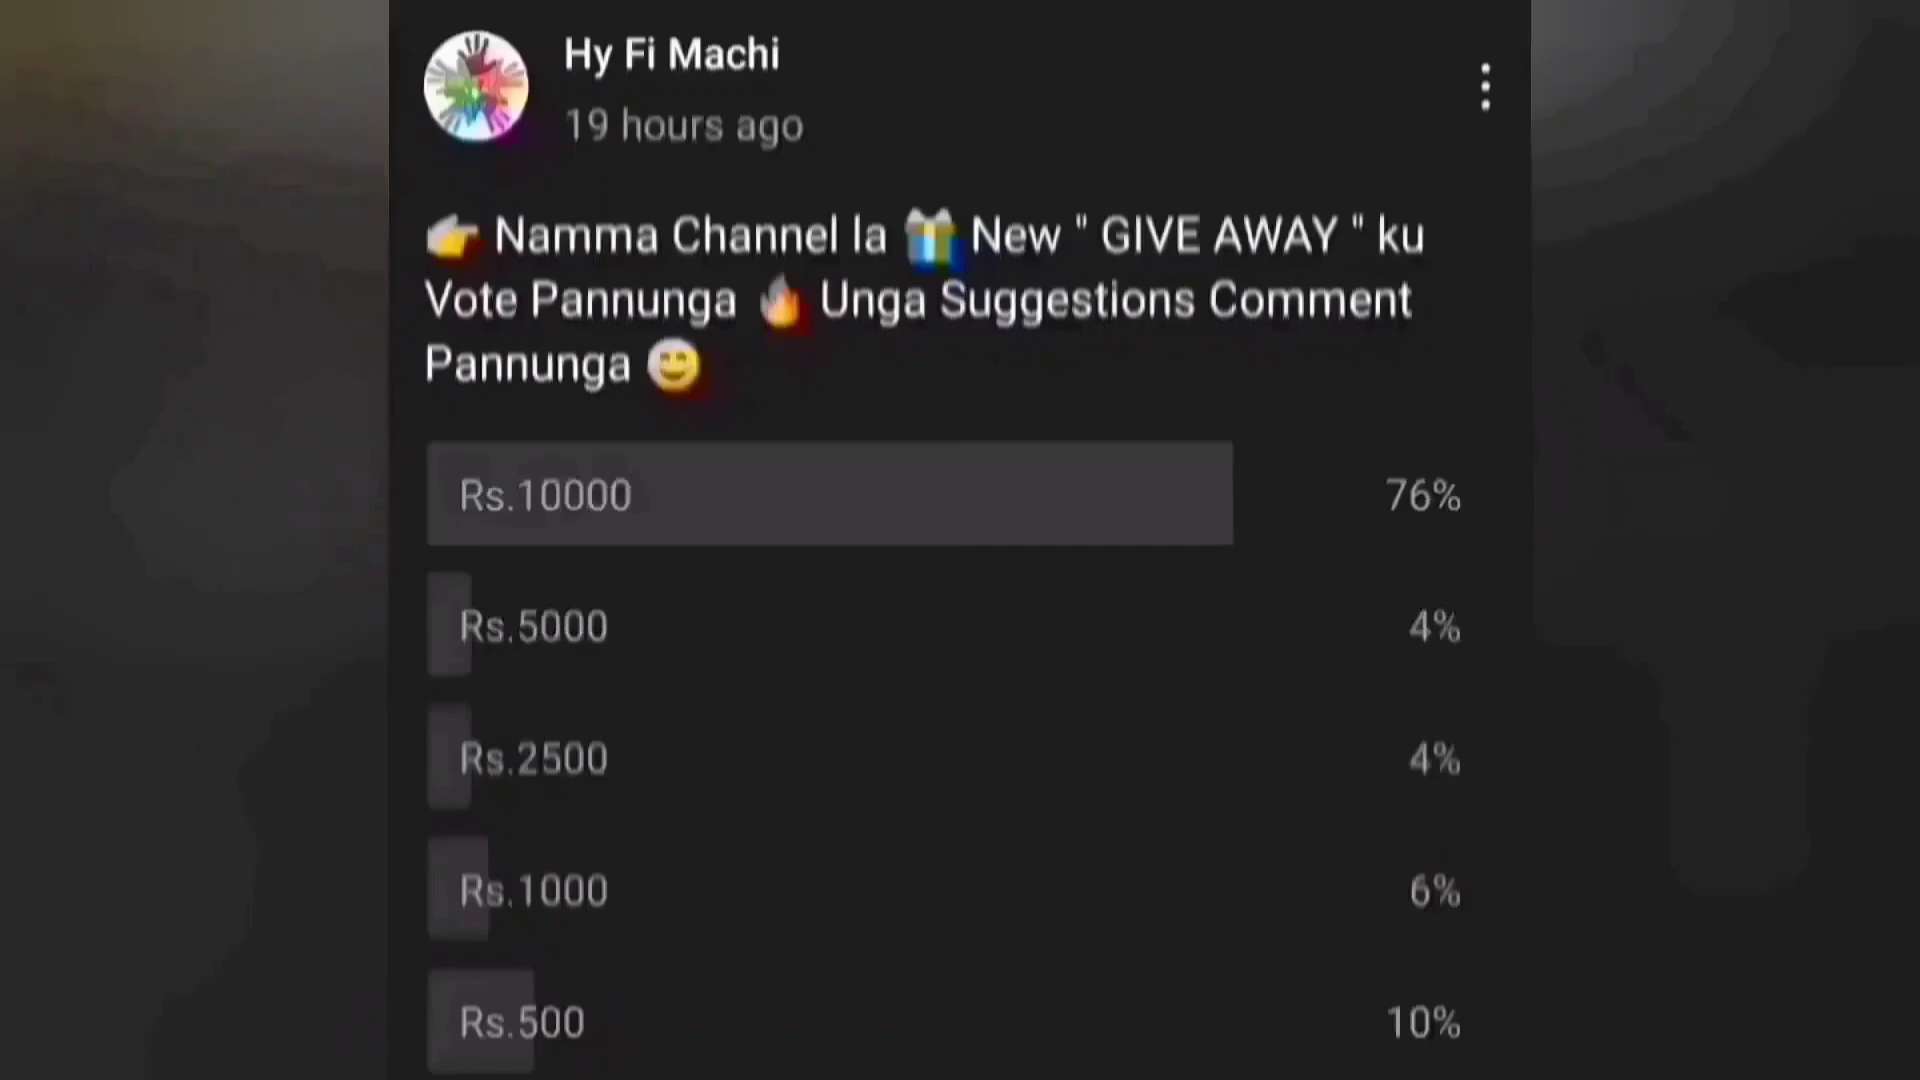 Hy Fi Machi
19 hours ago
👉 Namma Channel la 🎁 New " GIVE AWAY " ku
Vote Pannunga 🔥 Unga Suggestions Comment
Pannunga 😊
Rs.10000 76%
Rs.5000 4%
Rs.2500 4%
Rs.1000 6%
Rs.500 10%